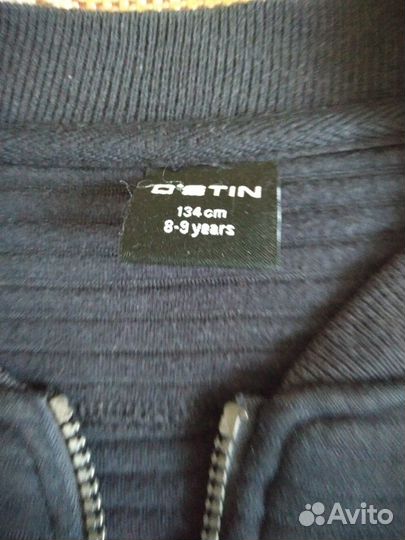 O'STIN
134 cm
8-9 years
Avito